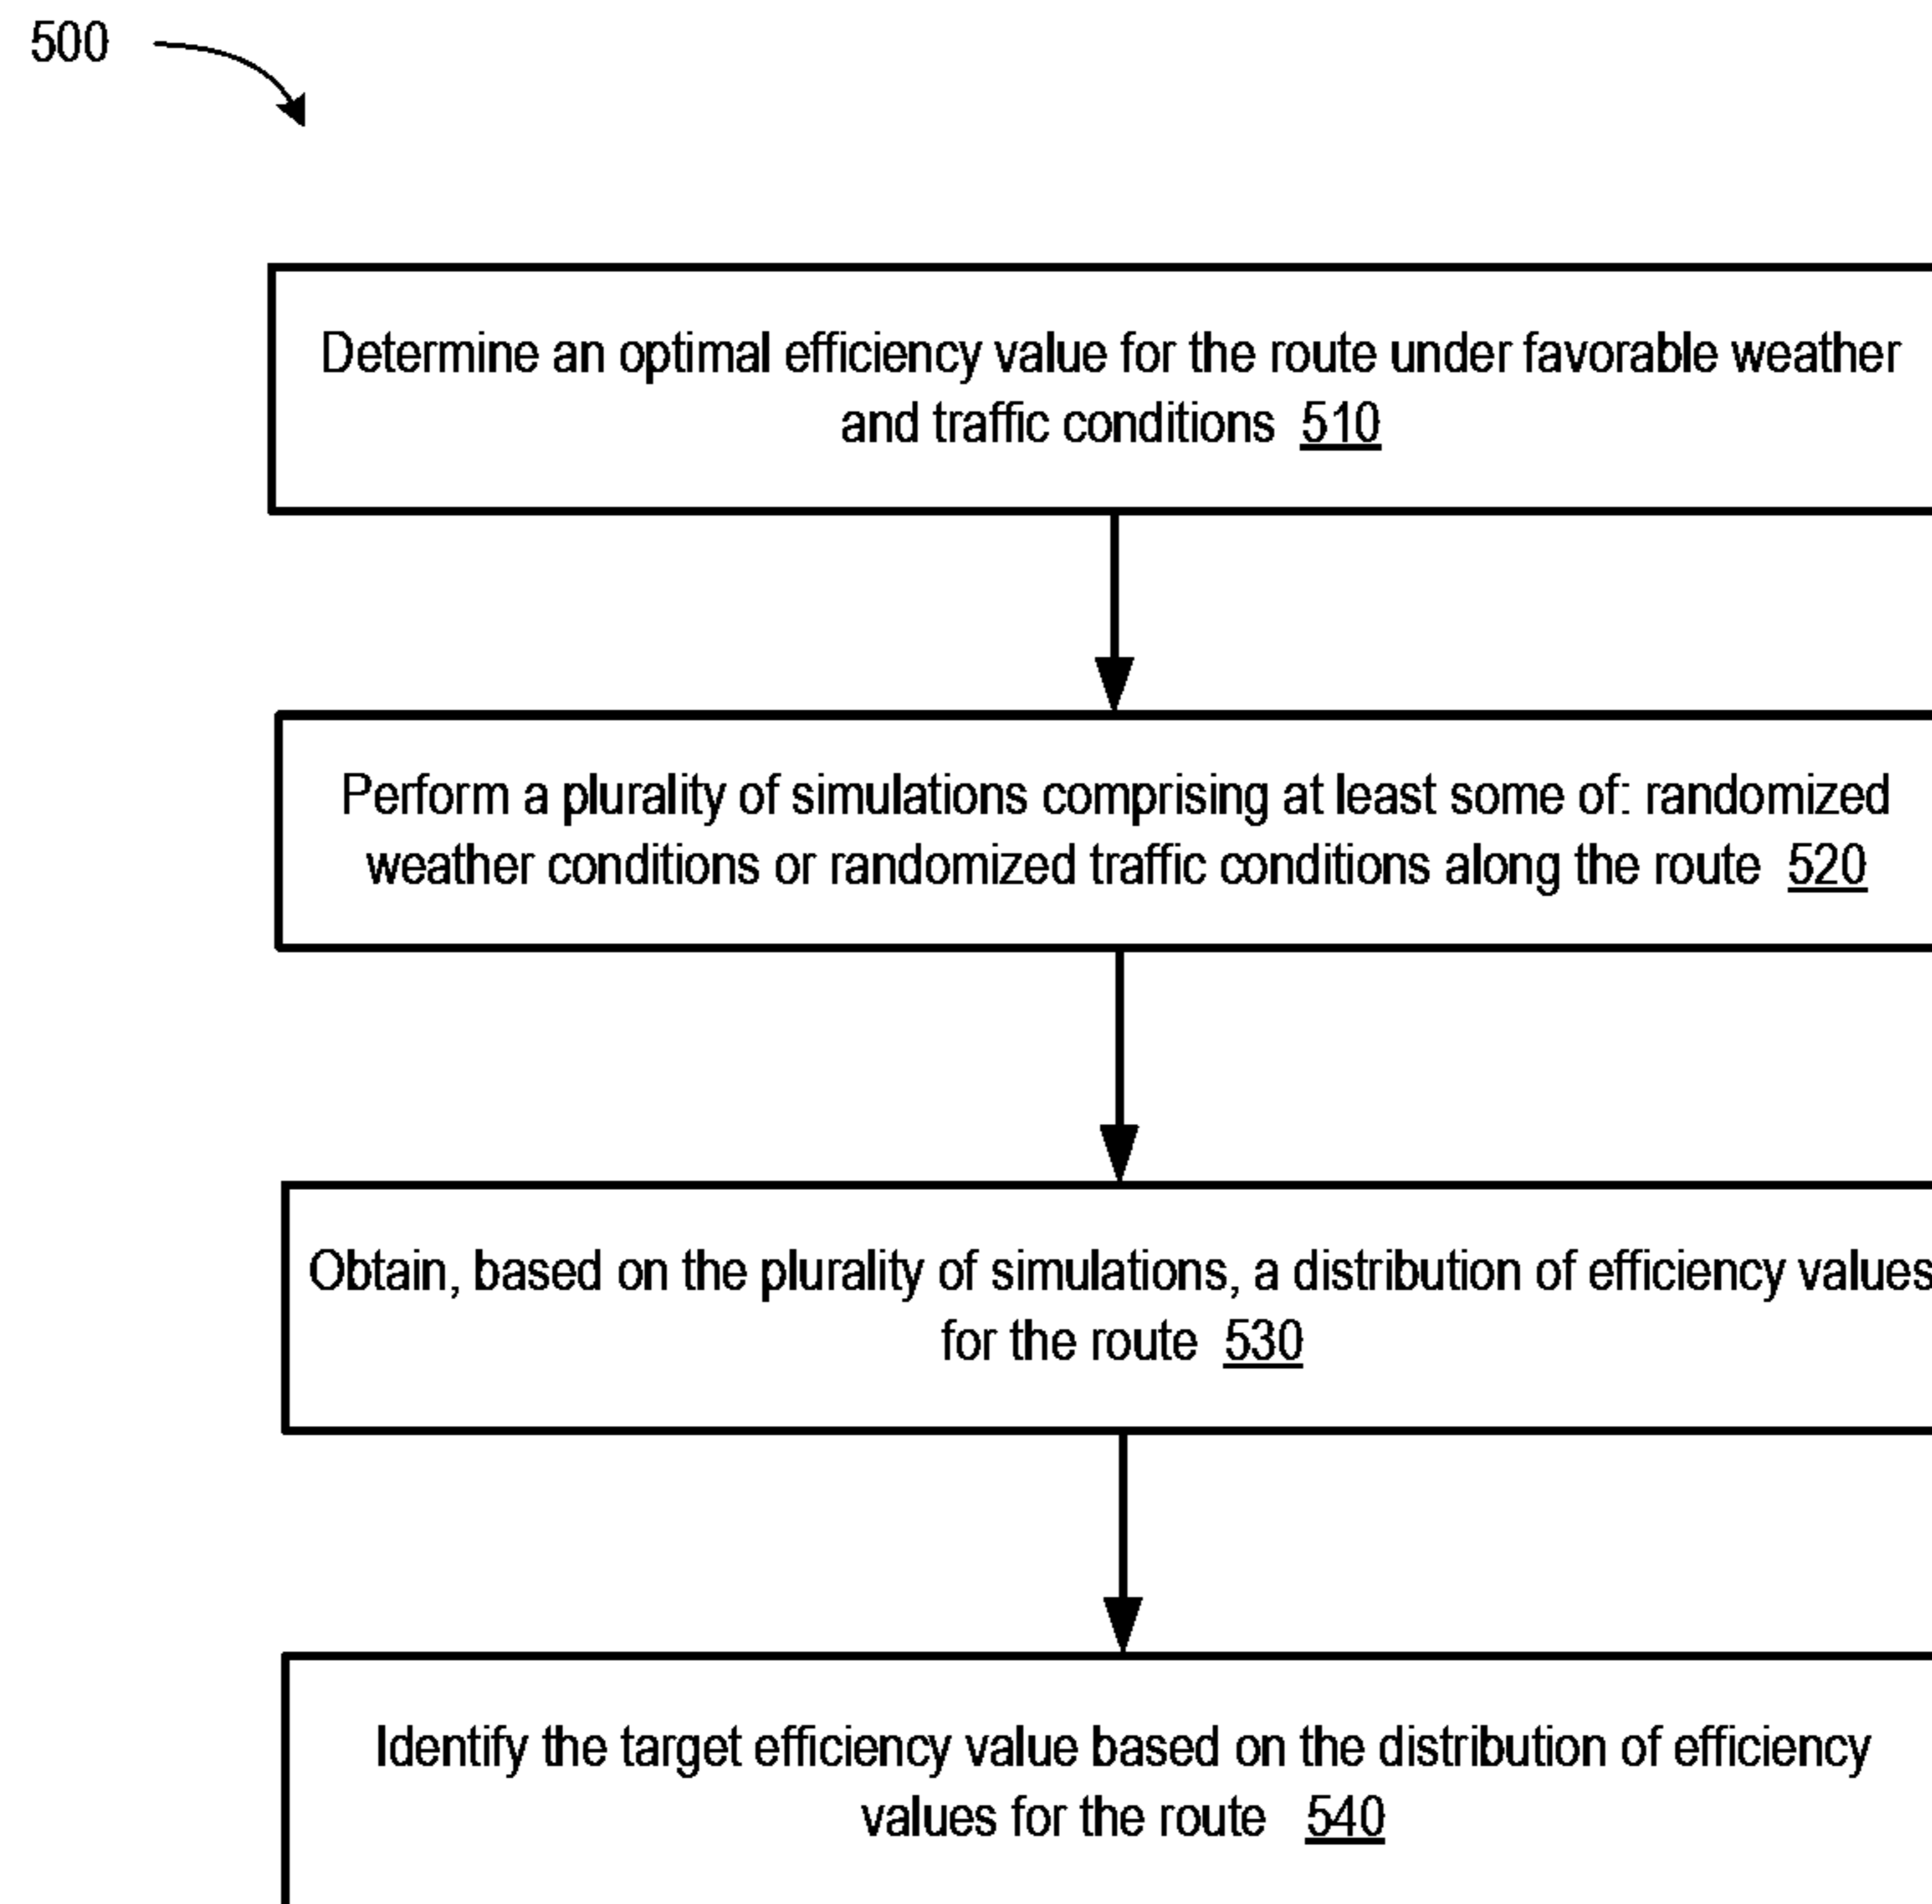 500
Determine an optimal efficiency value for the route under favorable weather
and traffic conditions 510
Perform a plurality of simulations comprising at least some of: randomized
weather conditions or randomized traffic conditions along the route 520
Obtain, based on the plurality of simulations, a distribution of efficiency values
for the route 530
Identify the target efficiency value based on the distribution of efficiency
values for the route 540